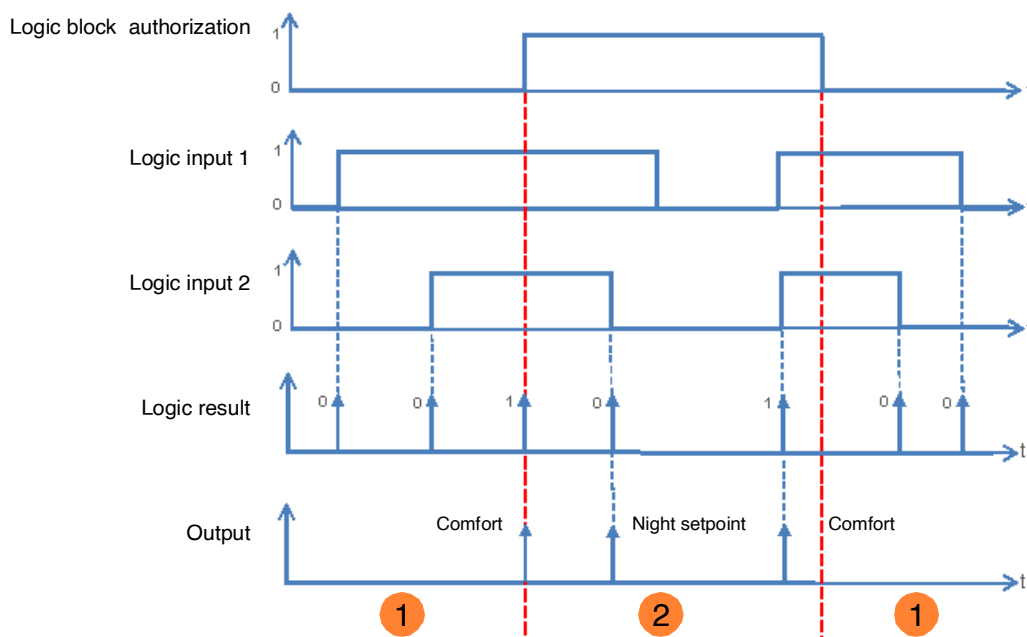 Logic block authorization
1
0
Logic input 1
1
0
Logic input 2
1
0
Logic result
0 0 1 0 1 0 0
t
Output
Comfort Night setpoint Comfort
t
1 2 1